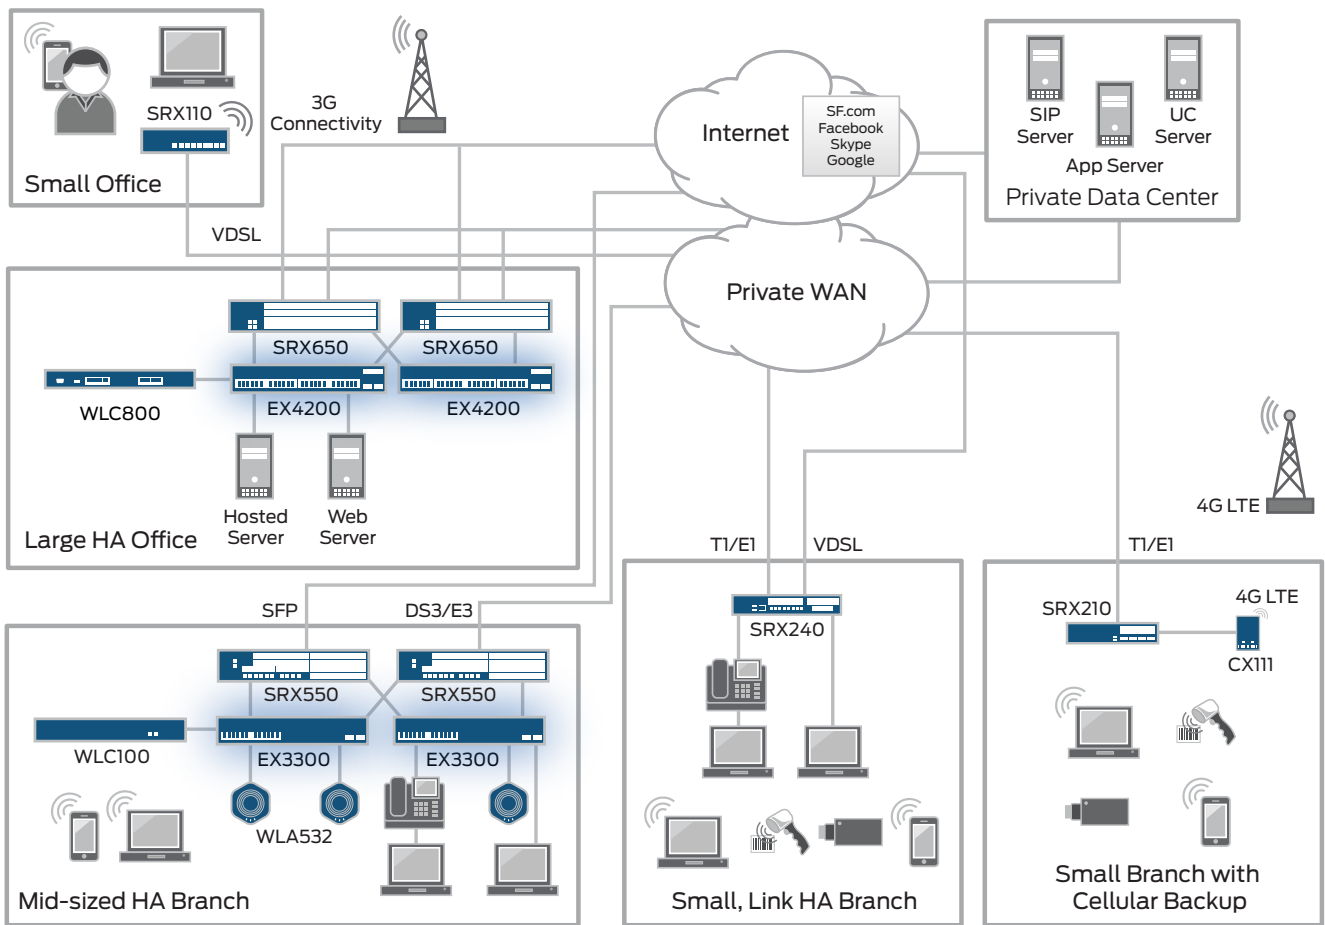 SRX110
Small Office
3G
Connectivity
Internet
SF.com
Facebook
Skype
Google
SIP
Server
UC
Server
App Server
Private Data Center
VDSL
Private WAN
SRX650
SRX650
WLC800
EX4200
EX4200
Hosted
Server
Web
Server
Large HA Office
4G LTE
SFP
DS3/E3
T1/E1
VDSL
T1/E1
SRX550
SRX550
WLC100
EX3300
EX3300
WLA532
Mid-sized HA Branch
SRX240
Small, Link HA Branch
SRX210
4G LTE
CX111
Small Branch with
Cellular Backup